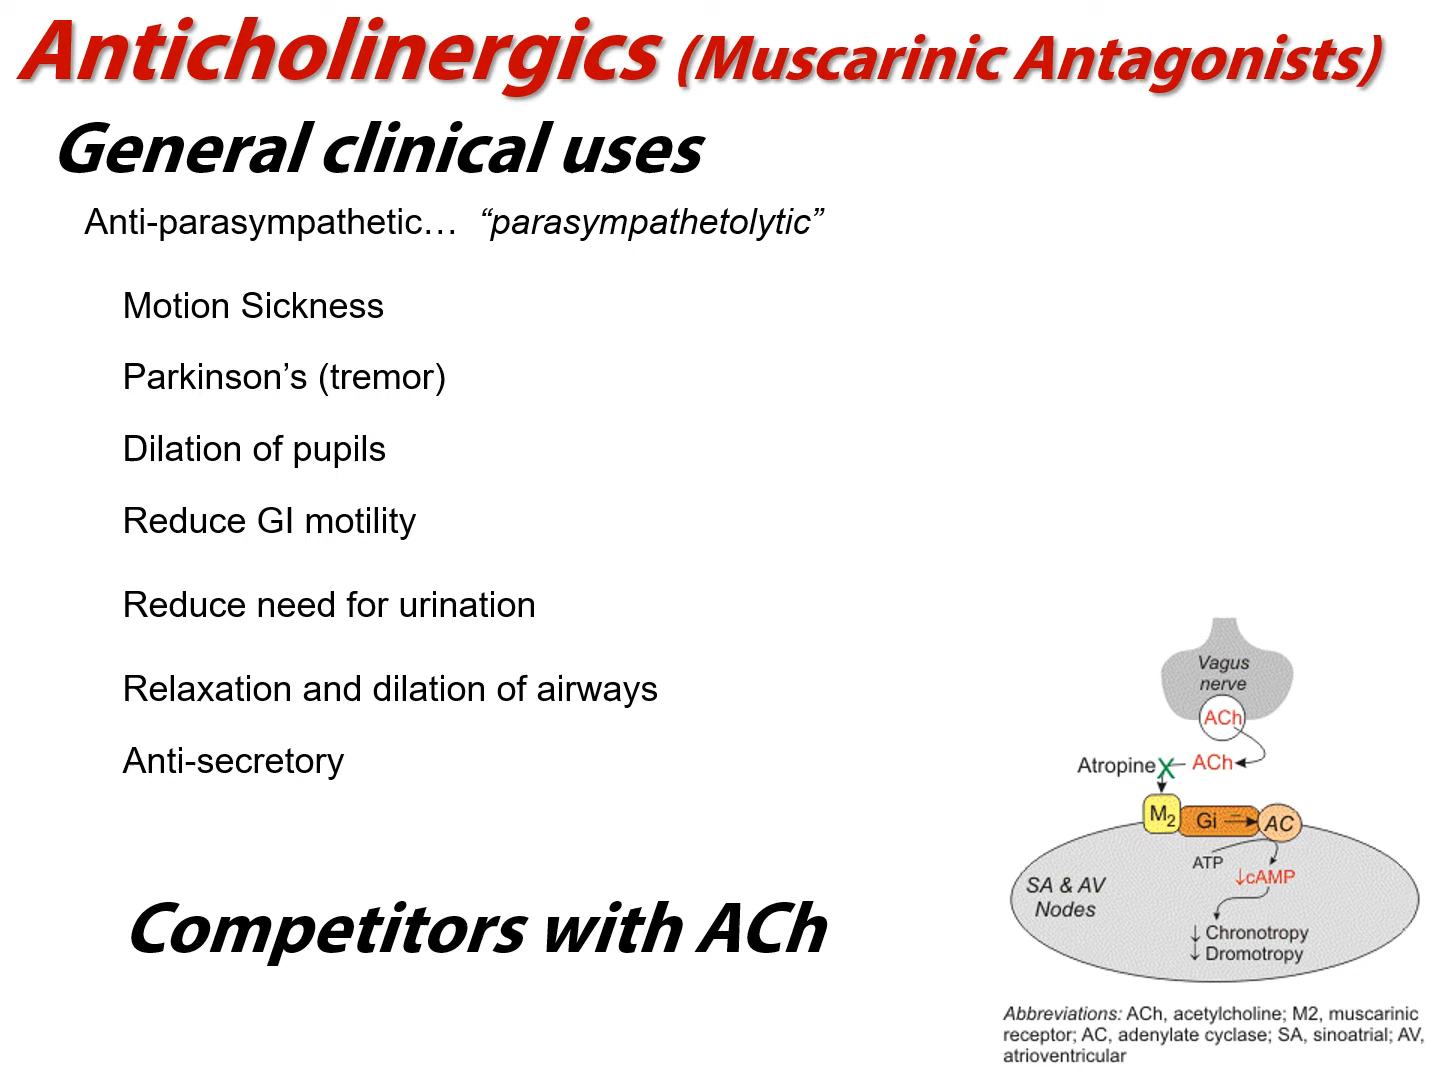 Anticholinergics (Muscarinic Antagonists)
General clinical uses
Anti-parasympathetic… “parasympathetolytic”
Motion Sickness
Parkinson’s (tremor)
Dilation of pupils
Reduce GI motility
Reduce need for urination
Relaxation and dilation of airways
Anti-secretory
Competitors with ACh
Vagus
nerve
ACh
Atropine X ACh
M2 Gi – AC
ATP
↓cAMP
SA & AV
Nodes
↓ Chronotropy
↓ Dromotropy
Abbreviations: ACh, acetylcholine; M2, muscarinic
receptor; AC, adenylate cyclase; SA, sinoatrial; AV,
atrioventricular